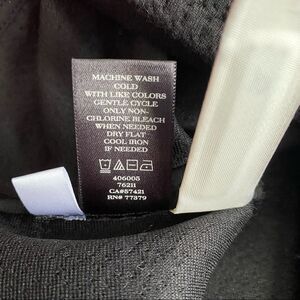 MACHINE WASH
COLD
WITH LIKE COLORS
GENTLE CYCLE
ONLY NON-
CHLORINE BLEACH
WHEN NEEDED
DRY FLAT
COOL IRON
IF NEEDED
406005
76211
CA#57421
RN# 77379